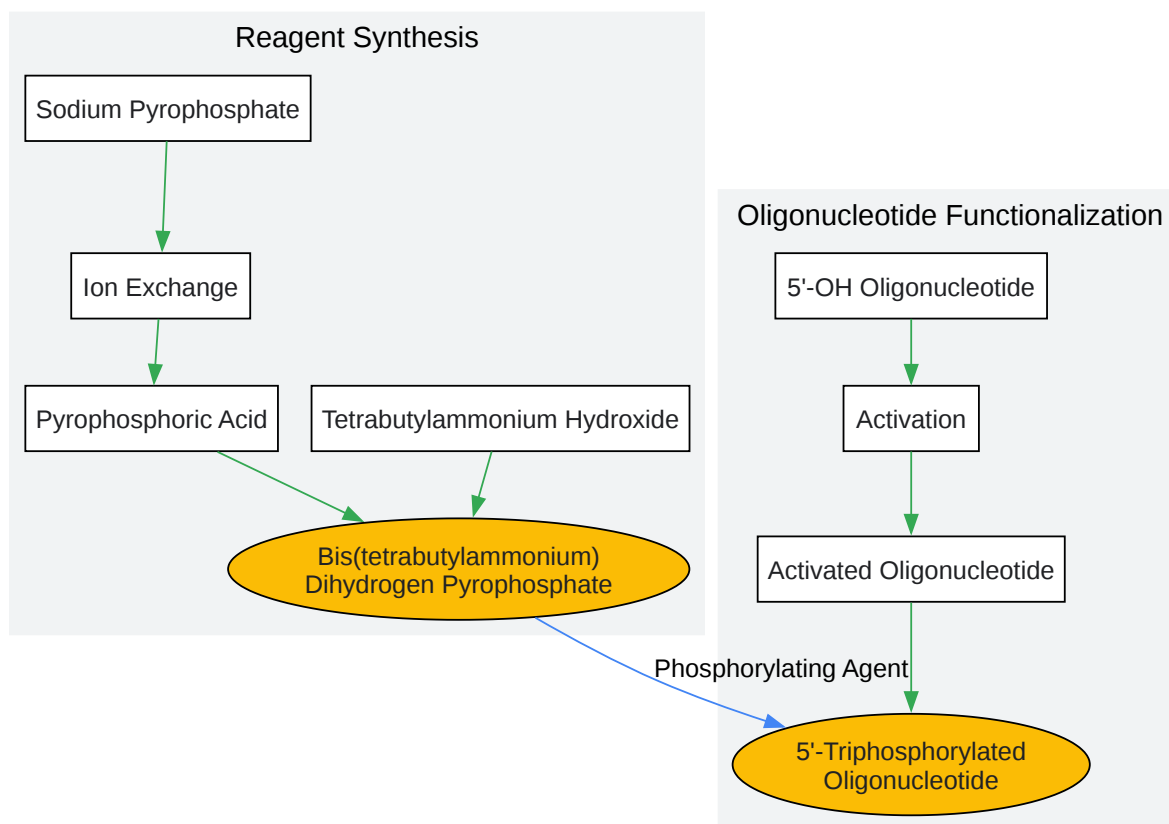 Reagent Synthesis
Sodium Pyrophosphate
Ion Exchange
Pyrophosphoric Acid
Tetrabutylammonium Hydroxide
Bis(tetrabutylammonium)
Dihydrogen Pyrophosphate
Oligonucleotide Functionalization
5'-OH Oligonucleotide
Activation
Activated Oligonucleotide
Phosphorylating Agent
5'-Triphosphorylated
Oligonucleotide